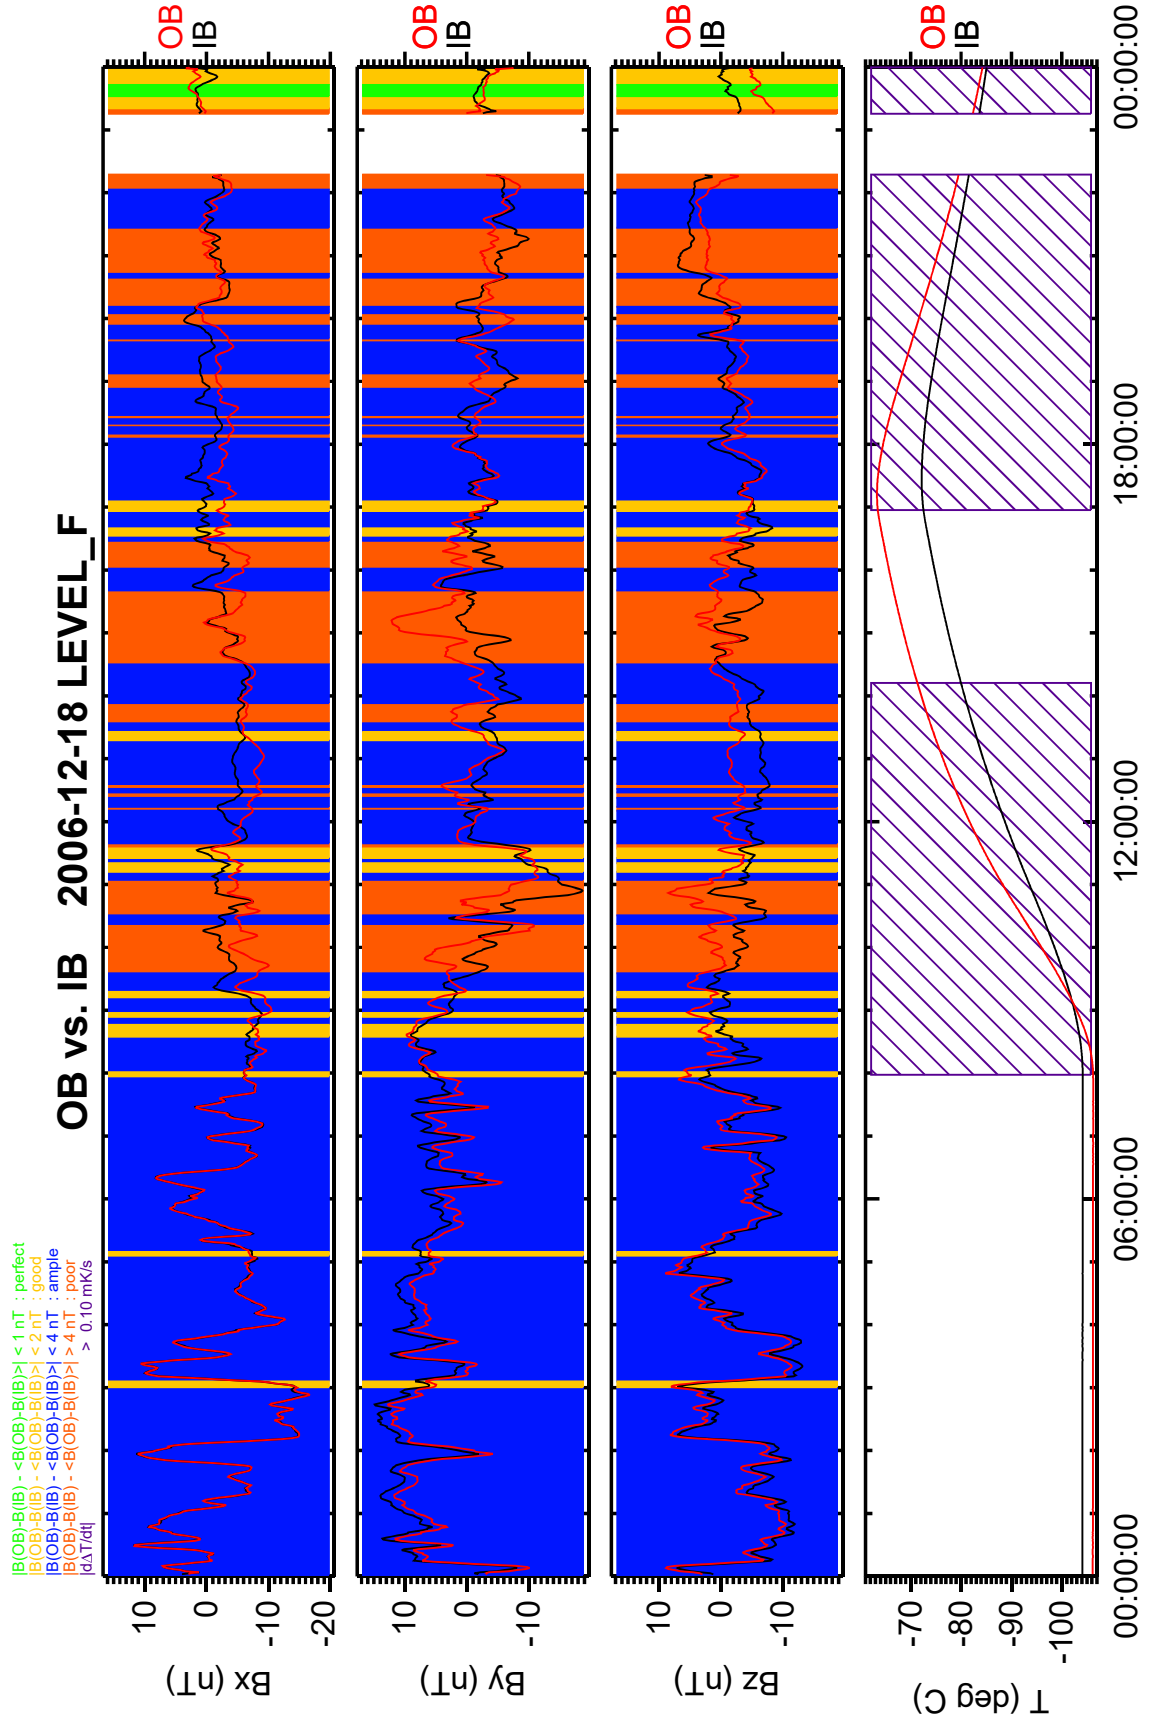 |B(OB)-B(IB) - <B(OB)-B(IB)>| < 1 nT : perfect
|B(OB)-B(IB) - <B(OB)-B(IB)>| < 2 nT : good
|B(OB)-B(IB) - <B(OB)-B(IB)>| < 4 nT : ample
|B(OB)-B(IB) - <B(OB)-B(IB)>| > 4 nT : poor
|dΔT/dt| > 0.10 mK/s
OB vs. IB 2006-12-18 LEVEL_F
Bx (nT)
10
0
-10
-20
OB
IB
By (nT)
10
0
-10
OB
IB
Bz (nT)
10
0
-10
OB
IB
T (deg C)
-70
-80
-90
-100
OB
IB
00:00:00
06:00:00
12:00:00
18:00:00
00:00:00